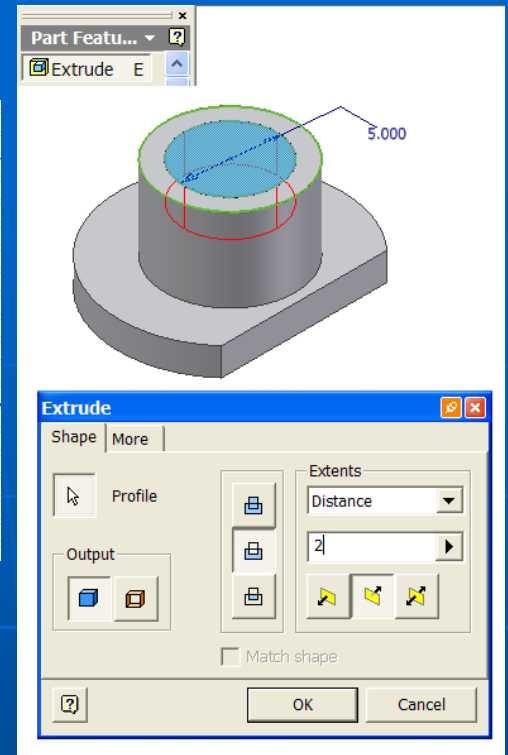 Part Featu...
Extrude E
5.000
Extrude
Shape More
Profile
Extents
Distance
2
Output
Match shape
OK Cancel